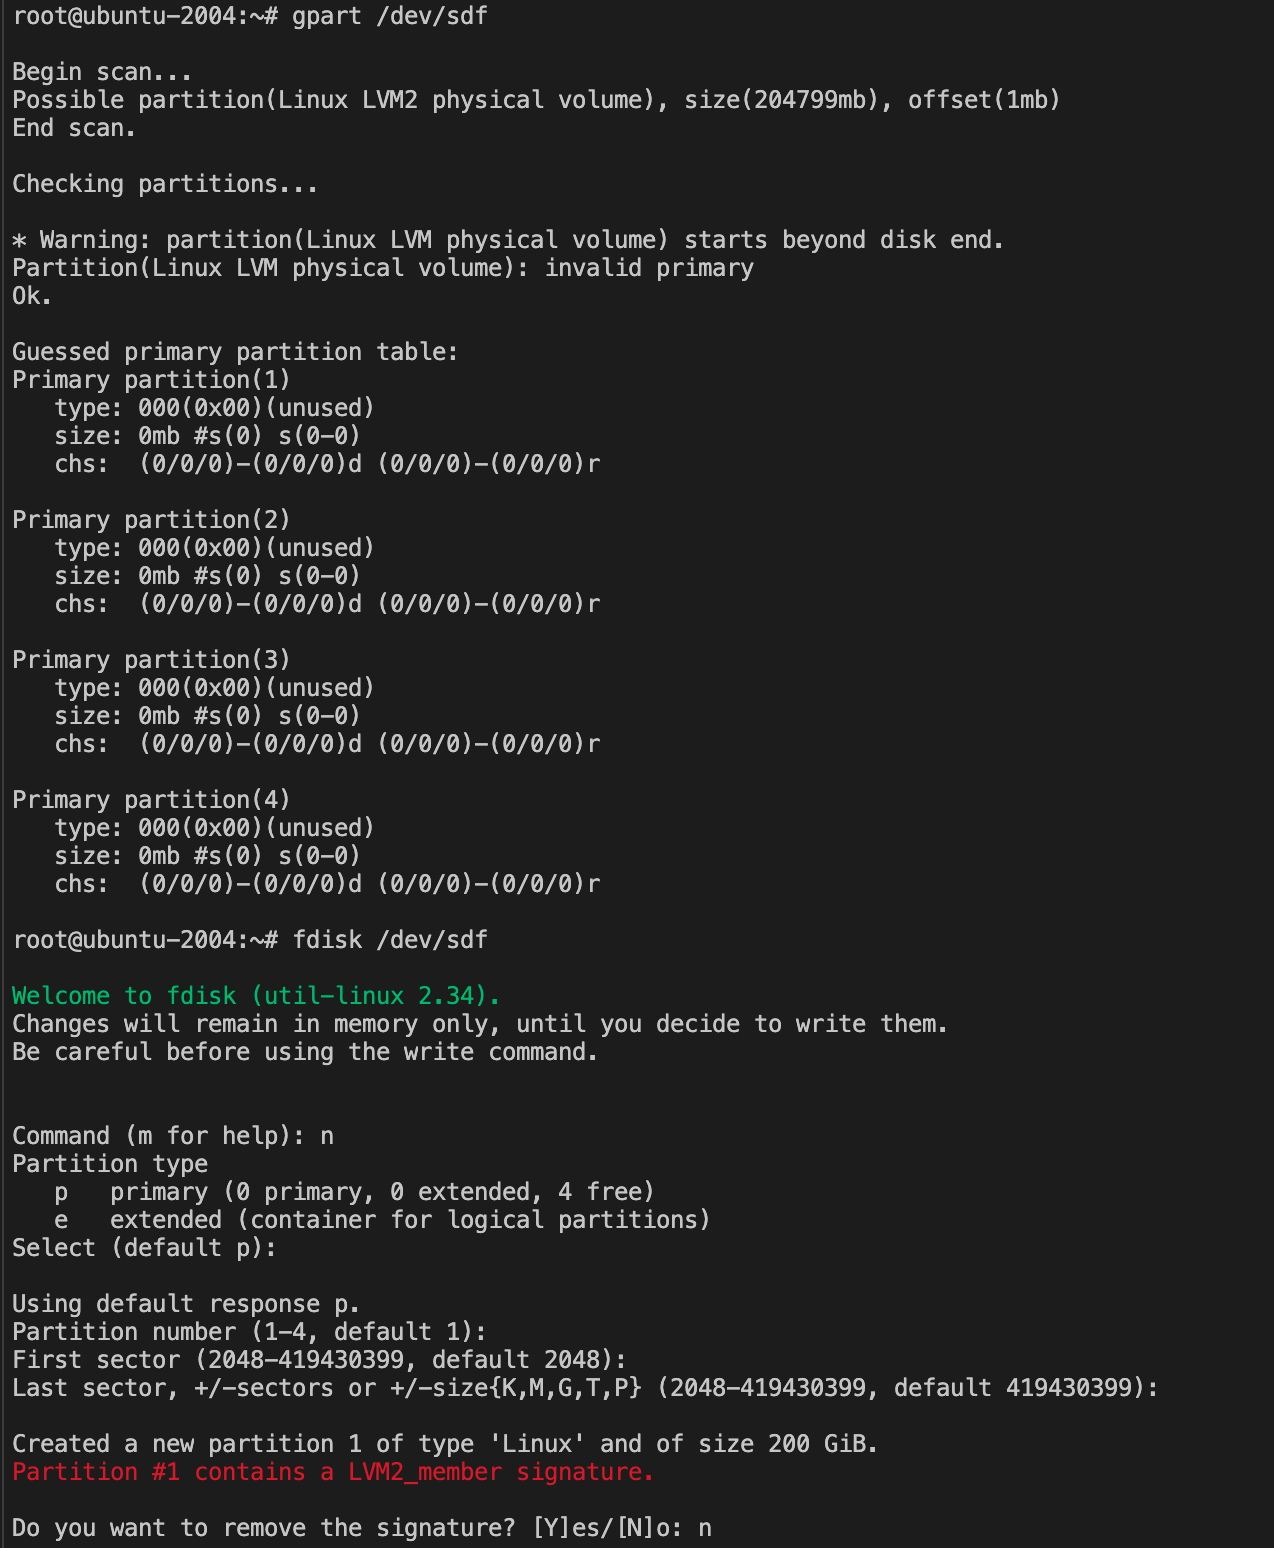 root@ubuntu-2004:~# gpart /dev/sdf
Begin scan...
Possible partition(Linux LVM2 physical volume), size(204799mb), offset(1mb)
End scan.
Checking partitions...
* Warning: partition(Linux LVM physical volume) starts beyond disk end.
Partition(Linux LVM physical volume): invalid primary
Ok.
Guessed primary partition table:
Primary partition(1)
   type: 000(0x00)(unused)
   size: 0mb #s(0) s(0-0)
   chs:  (0/0/0)-(0/0/0)d (0/0/0)-(0/0/0)r
Primary partition(2)
   type: 000(0x00)(unused)
   size: 0mb #s(0) s(0-0)
   chs:  (0/0/0)-(0/0/0)d (0/0/0)-(0/0/0)r
Primary partition(3)
   type: 000(0x00)(unused)
   size: 0mb #s(0) s(0-0)
   chs:  (0/0/0)-(0/0/0)d (0/0/0)-(0/0/0)r
Primary partition(4)
   type: 000(0x00)(unused)
   size: 0mb #s(0) s(0-0)
   chs:  (0/0/0)-(0/0/0)d (0/0/0)-(0/0/0)r
root@ubuntu-2004:~# fdisk /dev/sdf
Welcome to fdisk (util-linux 2.34).
Changes will remain in memory only, until you decide to write them.
Be careful before using the write command.
Command (m for help): n
Partition type
   p   primary (0 primary, 0 extended, 4 free)
   e   extended (container for logical partitions)
Select (default p):
Using default response p.
Partition number (1-4, default 1):
First sector (2048-419430399, default 2048):
Last sector, +/-sectors or +/-size{K,M,G,T,P} (2048-419430399, default 419430399):
Created a new partition 1 of type 'Linux' and of size 200 GiB.
Partition #1 contains a LVM2_member signature.
Do you want to remove the signature? [Y]es/[N]o: n